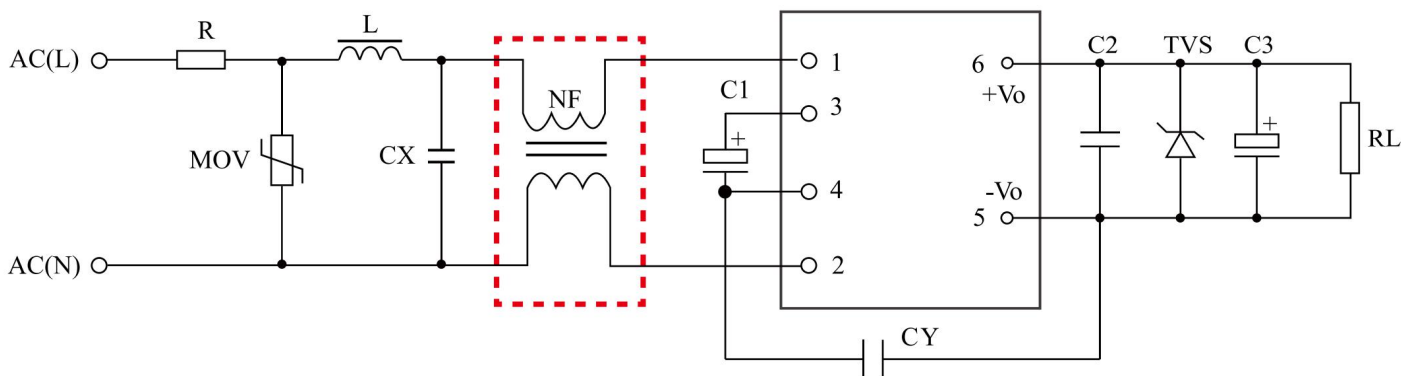 AC(L)
R
L
MOV
CX
AC(N)
NF
C1
+
1
3
4
2
6
+Vo
-Vo
5
C2
TVS
C3
+
RL
CY